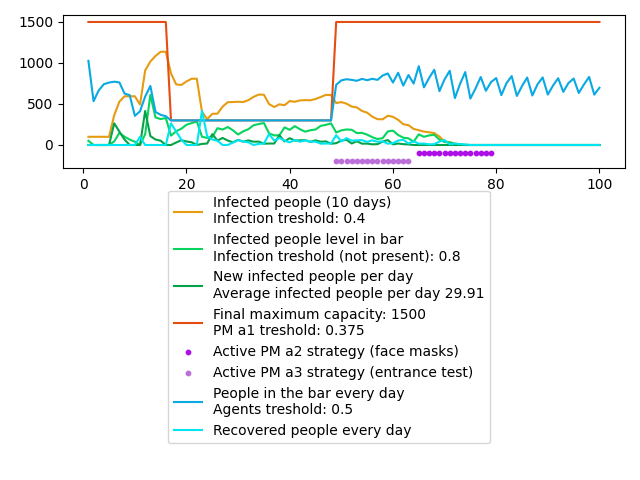 1500
1000
500
0
0
20
40
60
80
100
Infected people (10 days)
Infection treshold: 0.4
Infected people level in bar
Infection treshold (not present): 0.8
New infected people per day
Average infected people per day 29.91
Final maximum capacity: 1500
PM a1 treshold: 0.375
Active PM a2 strategy (face masks)
Active PM a3 strategy (entrance test)
People in the bar every day
Agents treshold: 0.5
Recovered people every day